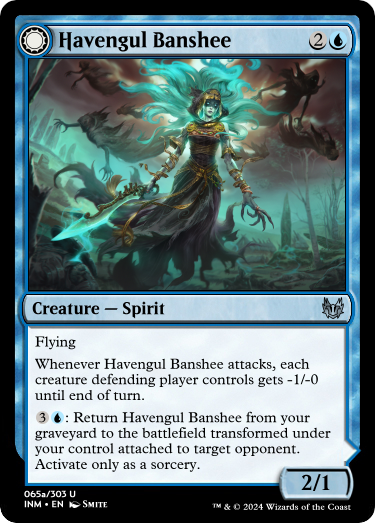 Havengul Banshee 2
Creature — Spirit
Flying
Whenever Havengul Banshee attacks, each
creature defending player controls gets -1/-0
until end of turn.
3 : Return Havengul Banshee from your
graveyard to the battlefield transformed under
your control attached to target opponent.
Activate only as a sorcery.
2/1
065a/303 U
INM • EN SMITE
™ & © 2024 Wizards of the Coast